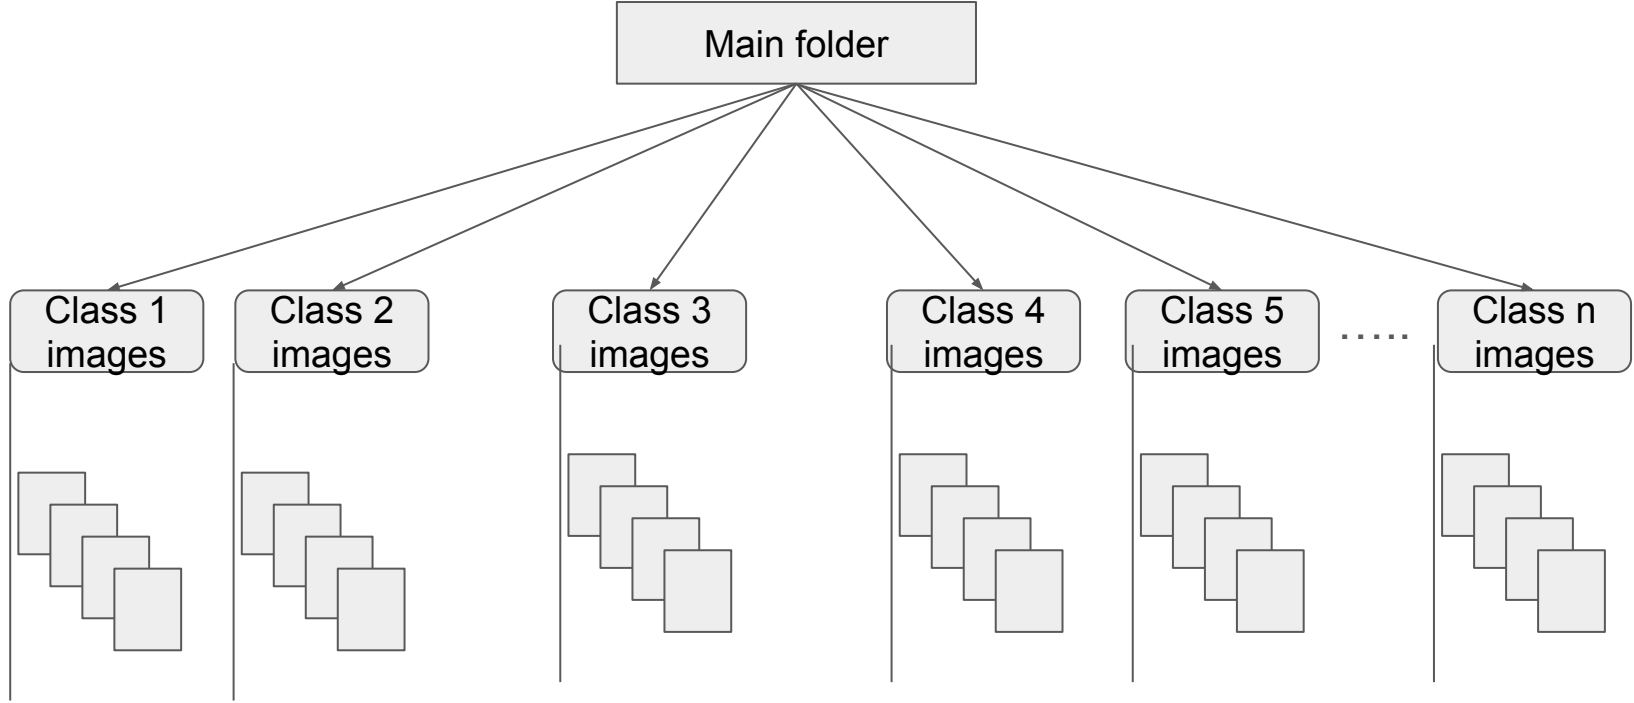 Main folder
Class 1
images
Class 2
images
Class 3
images
Class 4
images
Class 5
images
.....
Class n
images